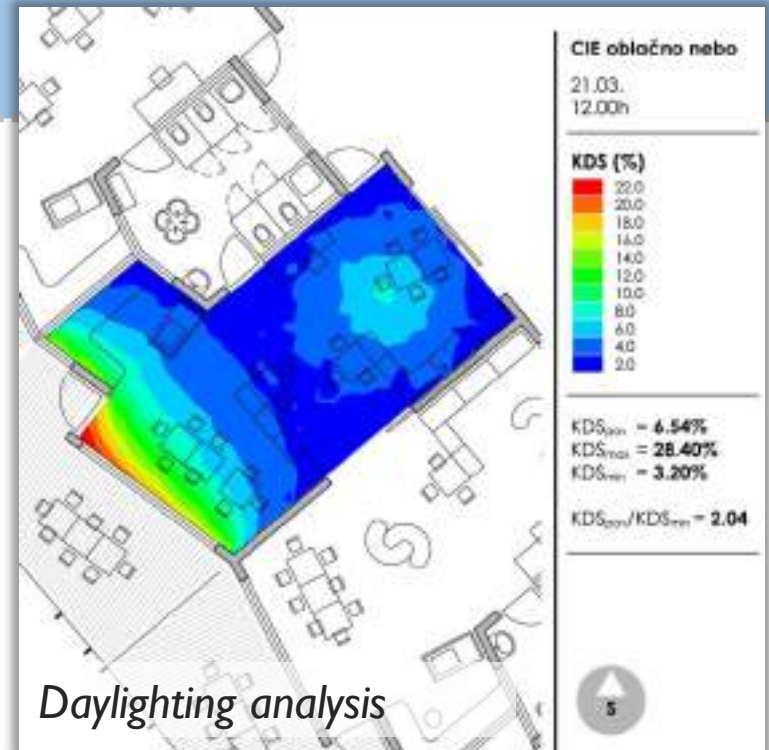 CIE oblačno nebo
21.03.
12.00h
KDS (%)
22.0
20.0
18.0
16.0
14.0
12.0
10.0
8.0
6.0
4.0
2.0
KDSpov = 6.54%
KDSmax = 28.40%
KDSmin = 3.20%
KDSpov/KDSmin = 2.04
S
Daylighting analysis